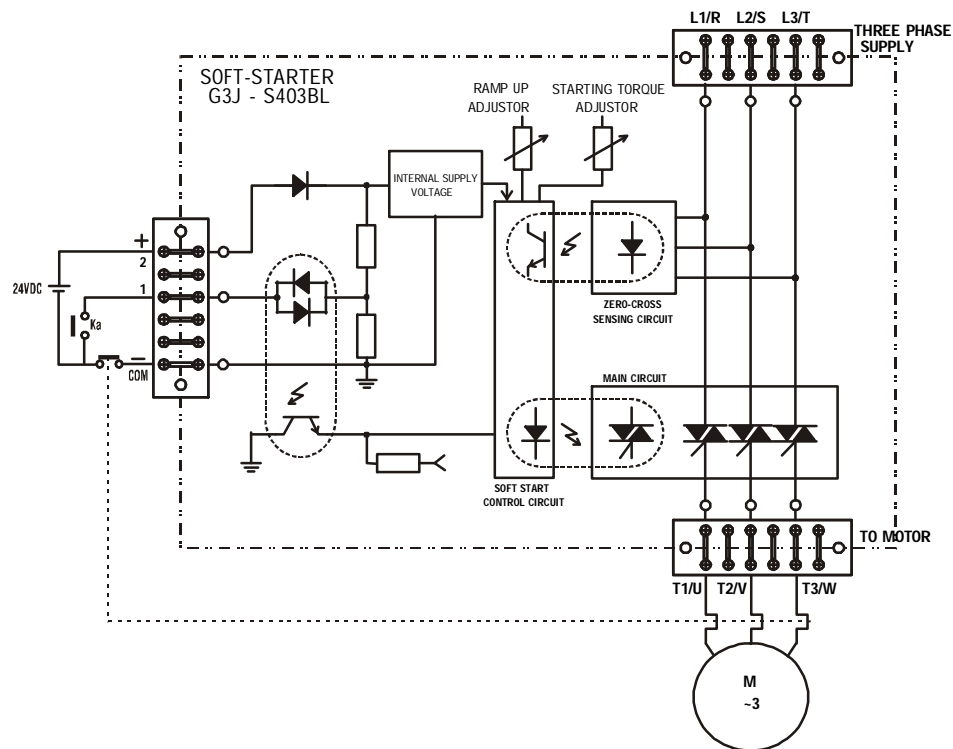 L1/R L2/S L3/T
THREE PHASE
SUPPLY
SOFT-STARTER
G3J - S403BL
RAMP UP
ADJUSTOR
STARTING TORQUE
ADJUSTOR
INTERNAL SUPPLY
VOLTAGE
+
2
24VDC
1
Ka
−
COM
ZERO-CROSS
SENSING CIRCUIT
MAIN CIRCUIT
SOFT START
CONTROL CIRCUIT
TO MOTOR
T1/U T2/V T3/W
M
~3